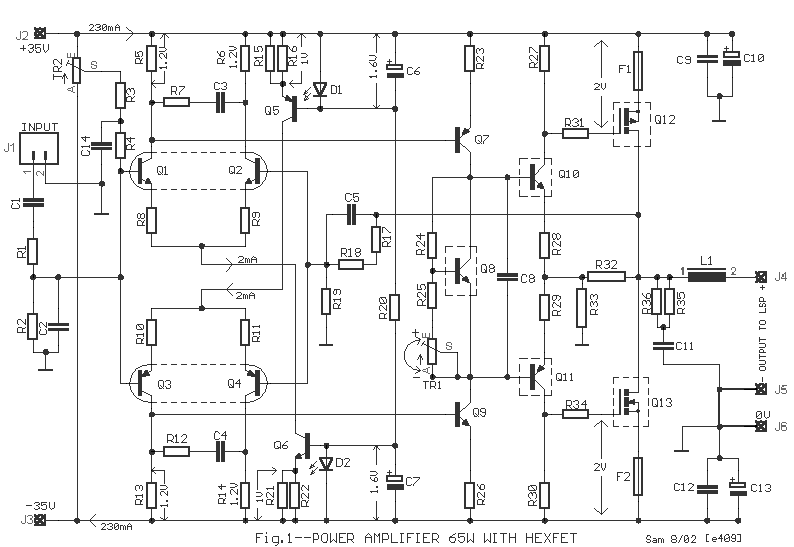 J2 +35V
230mA
TR2 E S A
R5 1.2V
R6 1.2V
R15 R16 1V
D1
1.6V
C6
R23
R27
2V
F1
C9
C10
R7
C3
Q5
R3
C14
R4
INPUT
J1
1 2
Q1
Q2
Q7
R31
Q12
Q10
C1
R8
R9
C5
R17
R18
R24
R28
R1
2mA
2mA
Q8
C8
R32
L1
1 2
J4
R2
C2
R19
R20
R25
R29
R33
R36
R35
OUTPUT TO LSP +
C11
R10
R11
+ E S A -
TR1
Q3
Q4
Q11
J5
R34
Q13
0V
J6
Q9
R12
C4
Q6
D2
1.6V
C7
2V
R13 1.2V
R14 1.2V
1V R21 R22
R26
R30
F2
C12
C13
-35V
J3
230mA
Fig.1--POWER AMPLIFIER 65W WITH HEXFET
Sam 8/02 [e409]